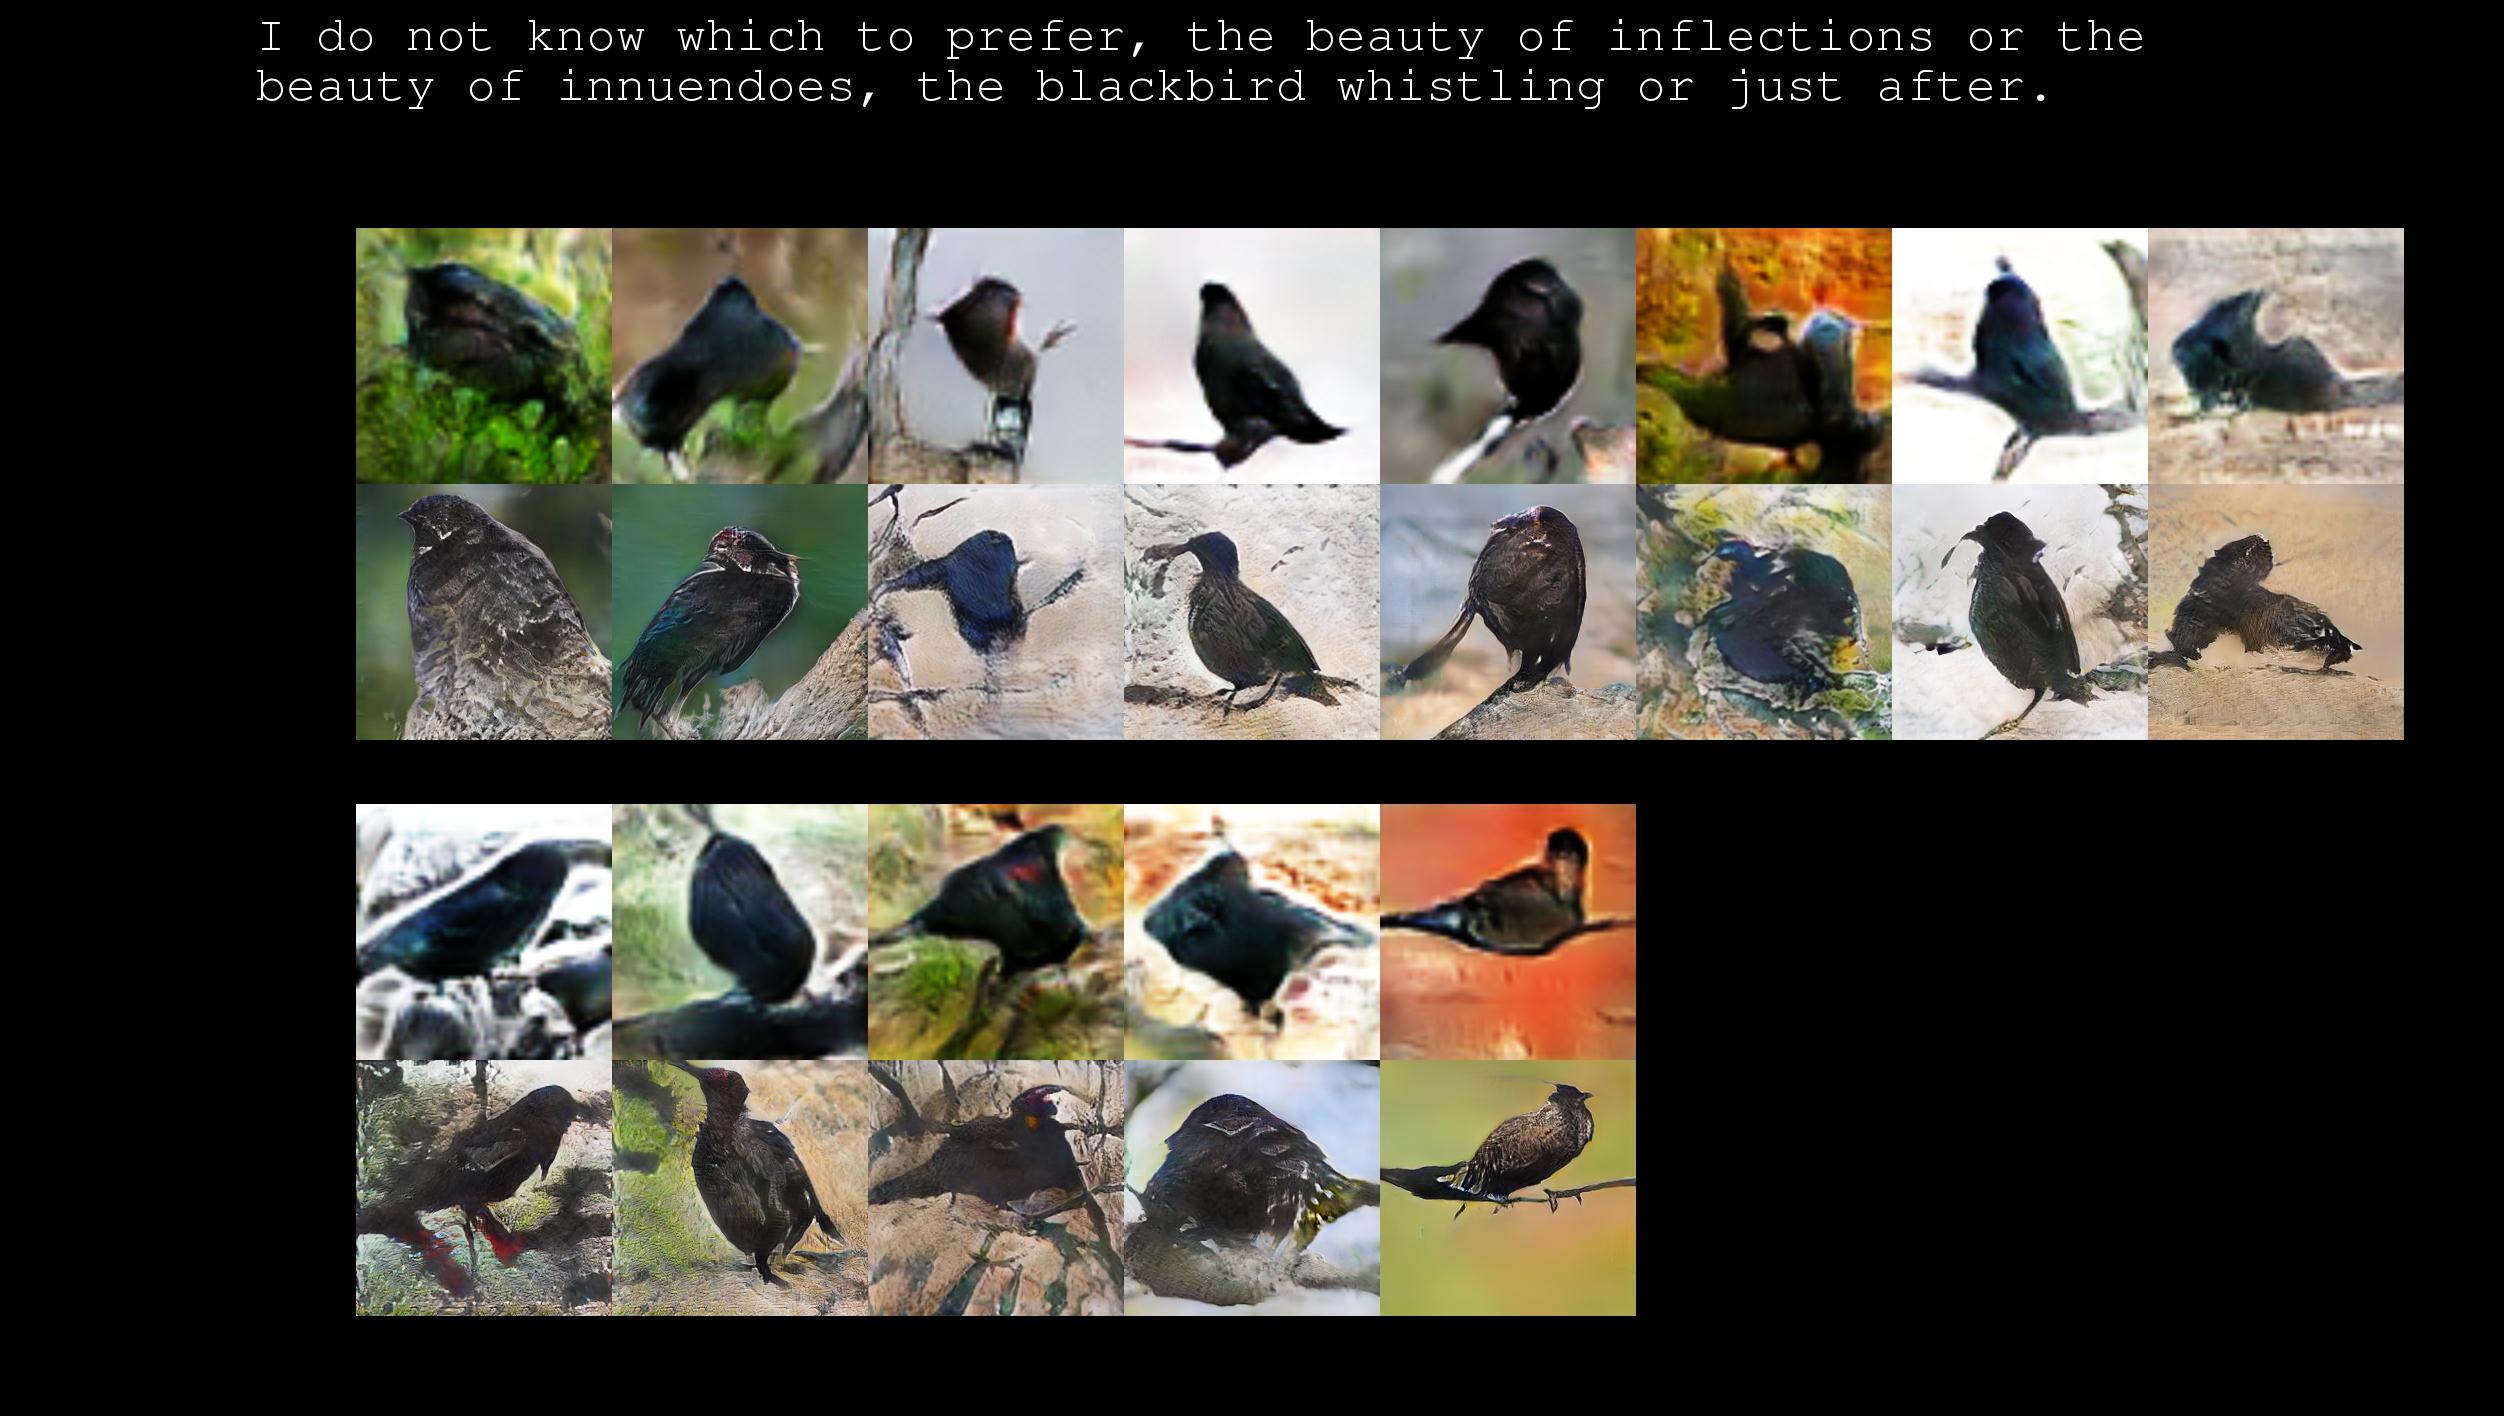 I do not know which to prefer, the beauty of inflections or the
beauty of innuendoes, the blackbird whistling or just after.